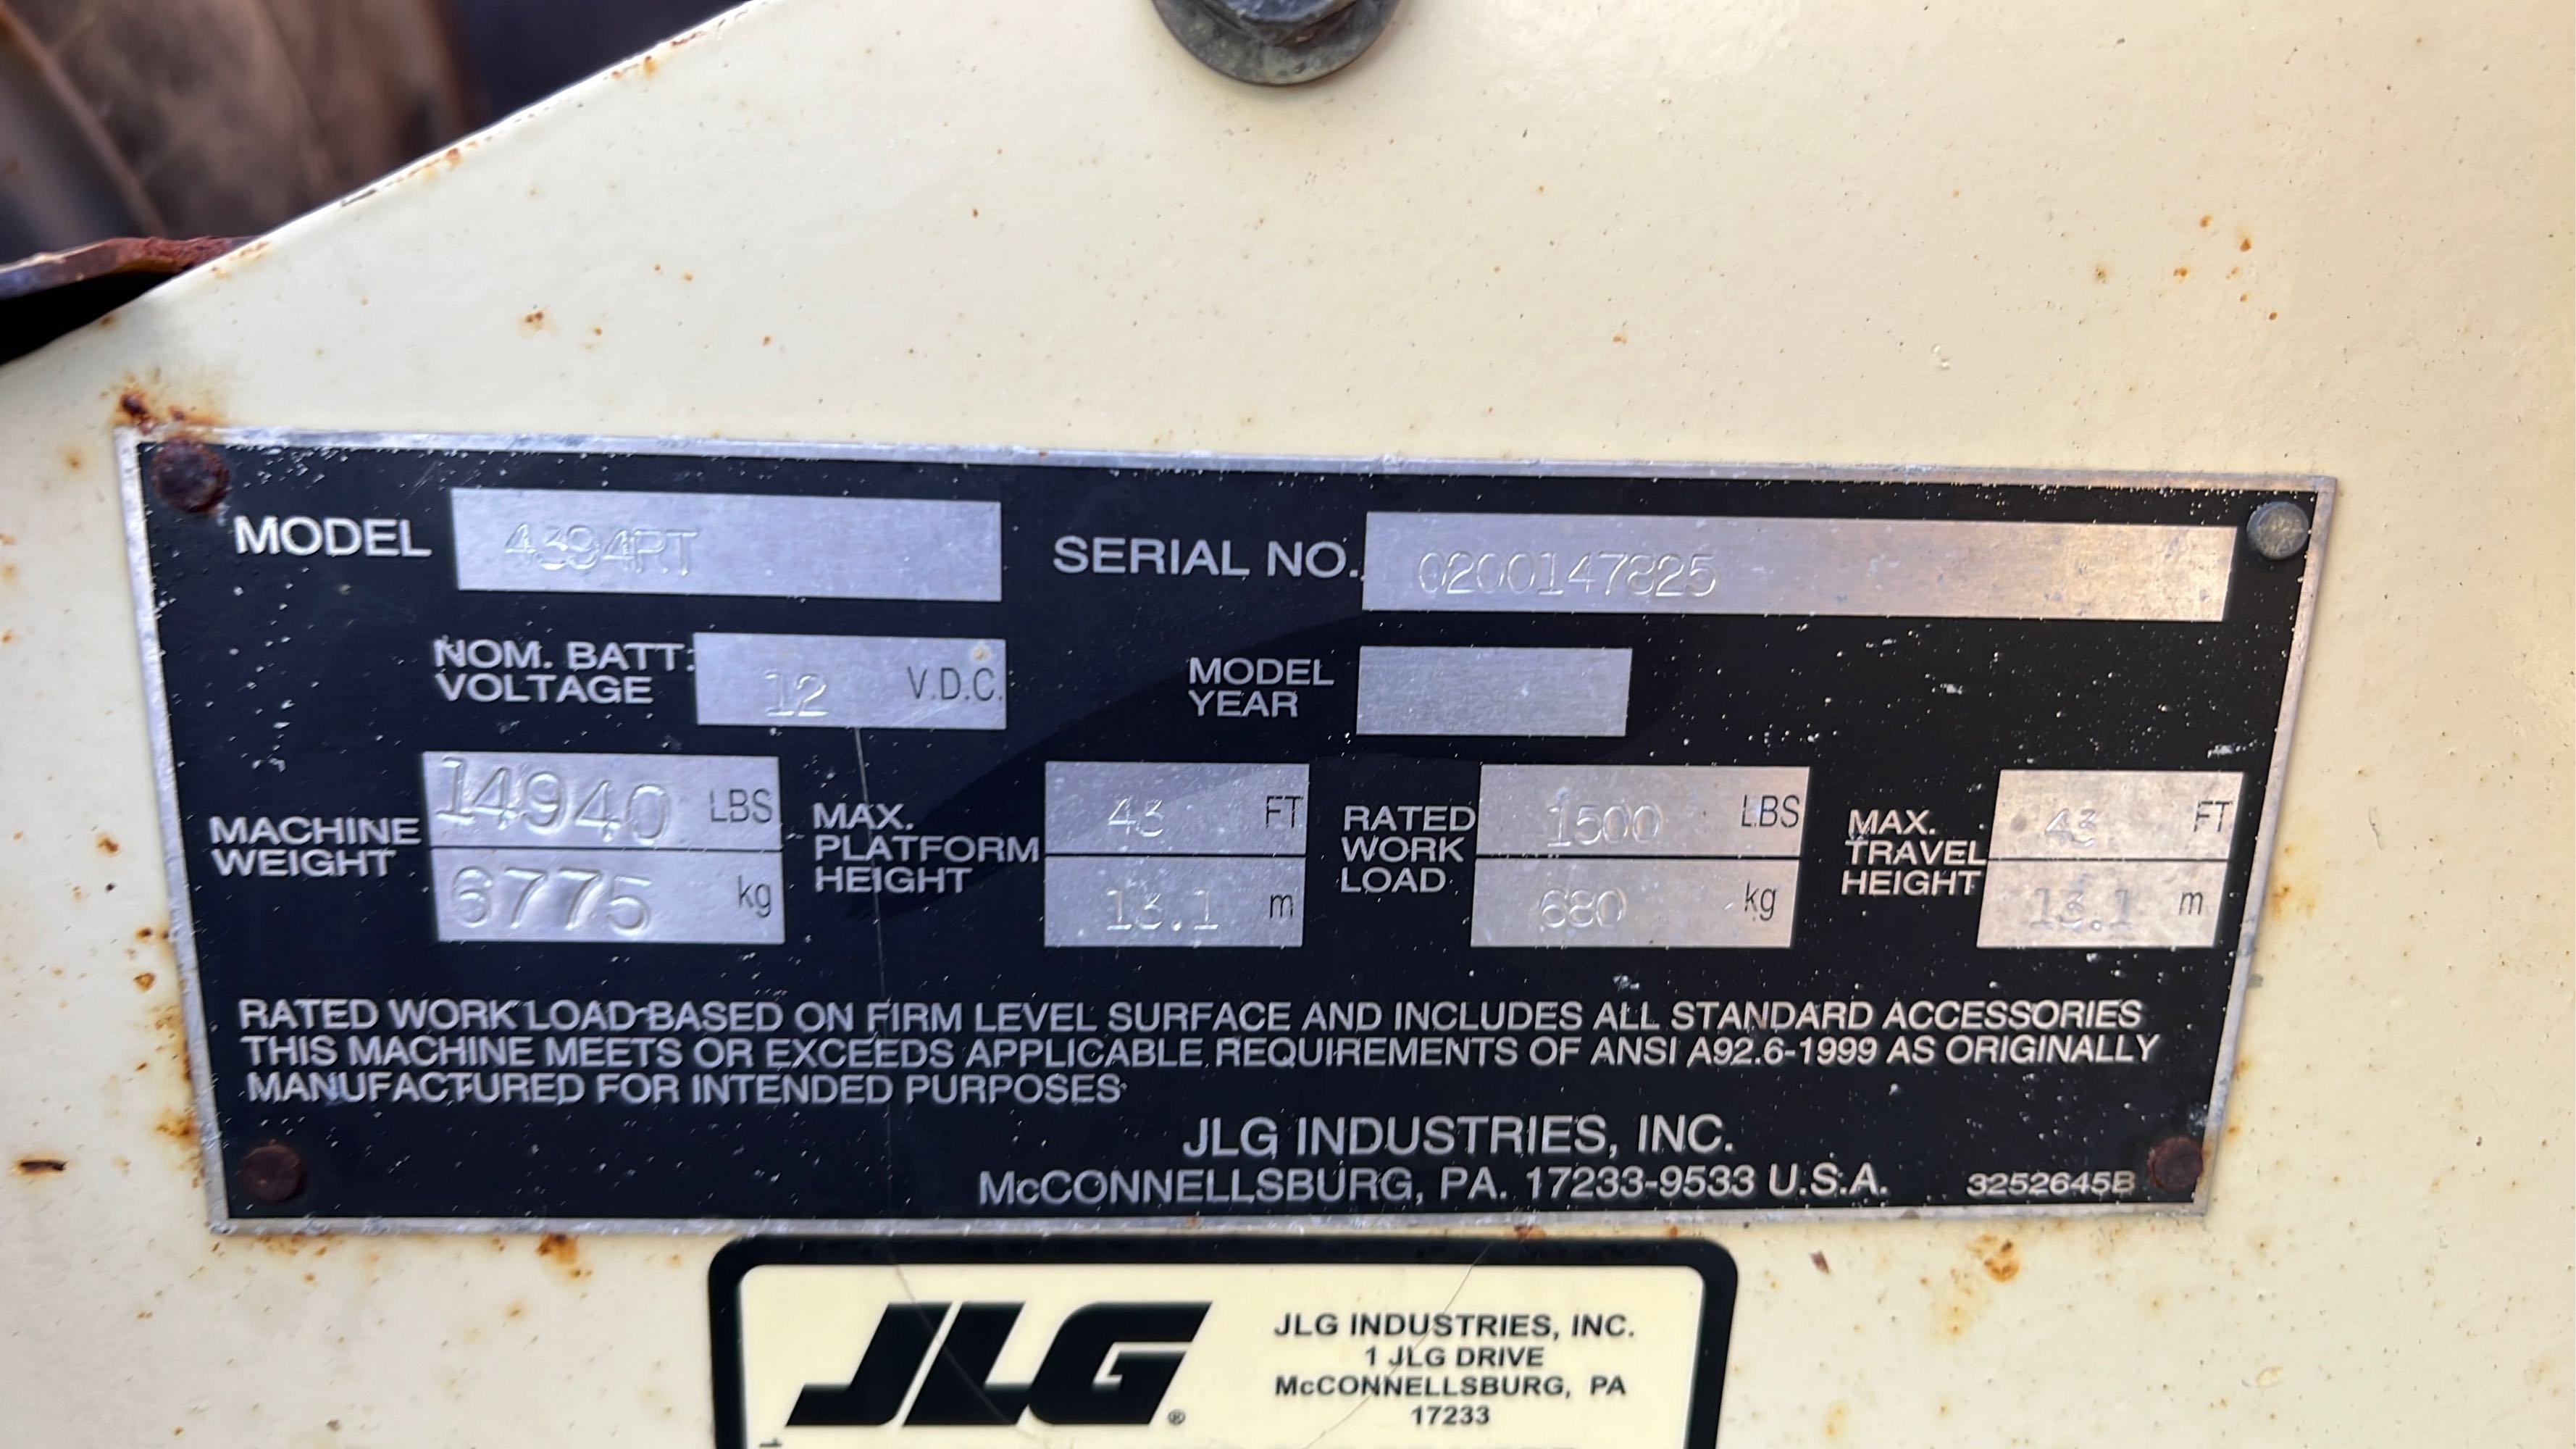 MODEL 4394RT SERIAL NO. 0200147825
NOM. BATT. VOLTAGE 12 V.D.C. MODEL YEAR
MACHINE WEIGHT 14940 LBS 6775 kg MAX. PLATFORM HEIGHT 43 FT 13.1 m RATED WORK LOAD 1500 LBS 680 kg MAX. TRAVEL HEIGHT 43 FT 13.1 m
RATED WORK LOAD BASED ON FIRM LEVEL SURFACE AND INCLUDES ALL STANDARD ACCESSORIES
THIS MACHINE MEETS OR EXCEEDS APPLICABLE REQUIREMENTS OF ANSI A92.6-1999 AS ORIGINALLY
MANUFACTURED FOR INTENDED PURPOSES
JLG INDUSTRIES, INC.
McCONNELLSBURG, PA. 17233-9533 U.S.A. 3252645B
JLG®
JLG INDUSTRIES, INC.
1 JLG DRIVE
McCONNELLSBURG, PA
17233